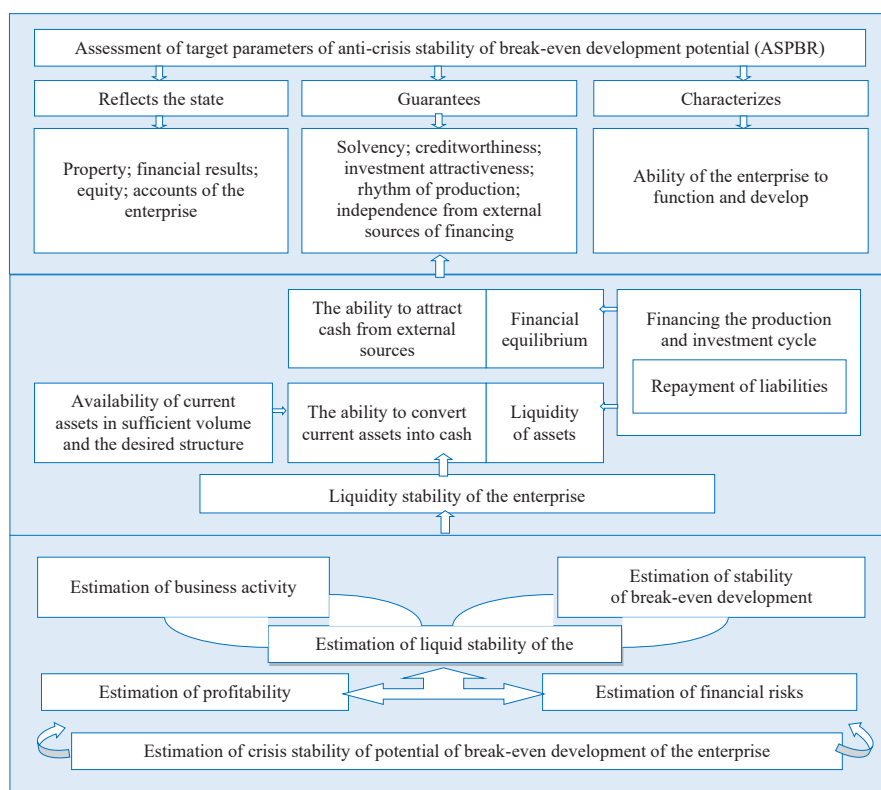 Assessment of target parameters of anti-crisis stability of break-even development potential (ASPBR)
Reflects the state
Guarantees
Characterizes
Property; financial results;
equity; accounts of the
enterprise
Solvency; creditworthiness;
investment attractiveness;
rhythm of production;
independence from external
sources of financing
Ability of the enterprise to
function and develop
The ability to attract
cash from external
sources
Financial
equilibrium
Financing the production
and investment cycle
Repayment of liabilities
Availability of current
assets in sufficient volume
and the desired structure
The ability to convert
current assets into cash
Liquidity
of assets
Liquidity stability of the enterprise
Estimation of business activity
Estimation of stability
of break-even development
Estimation of liquid stability of the
Estimation of profitability
Estimation of financial risks
Estimation of crisis stability of potential of break-even development of the enterprise